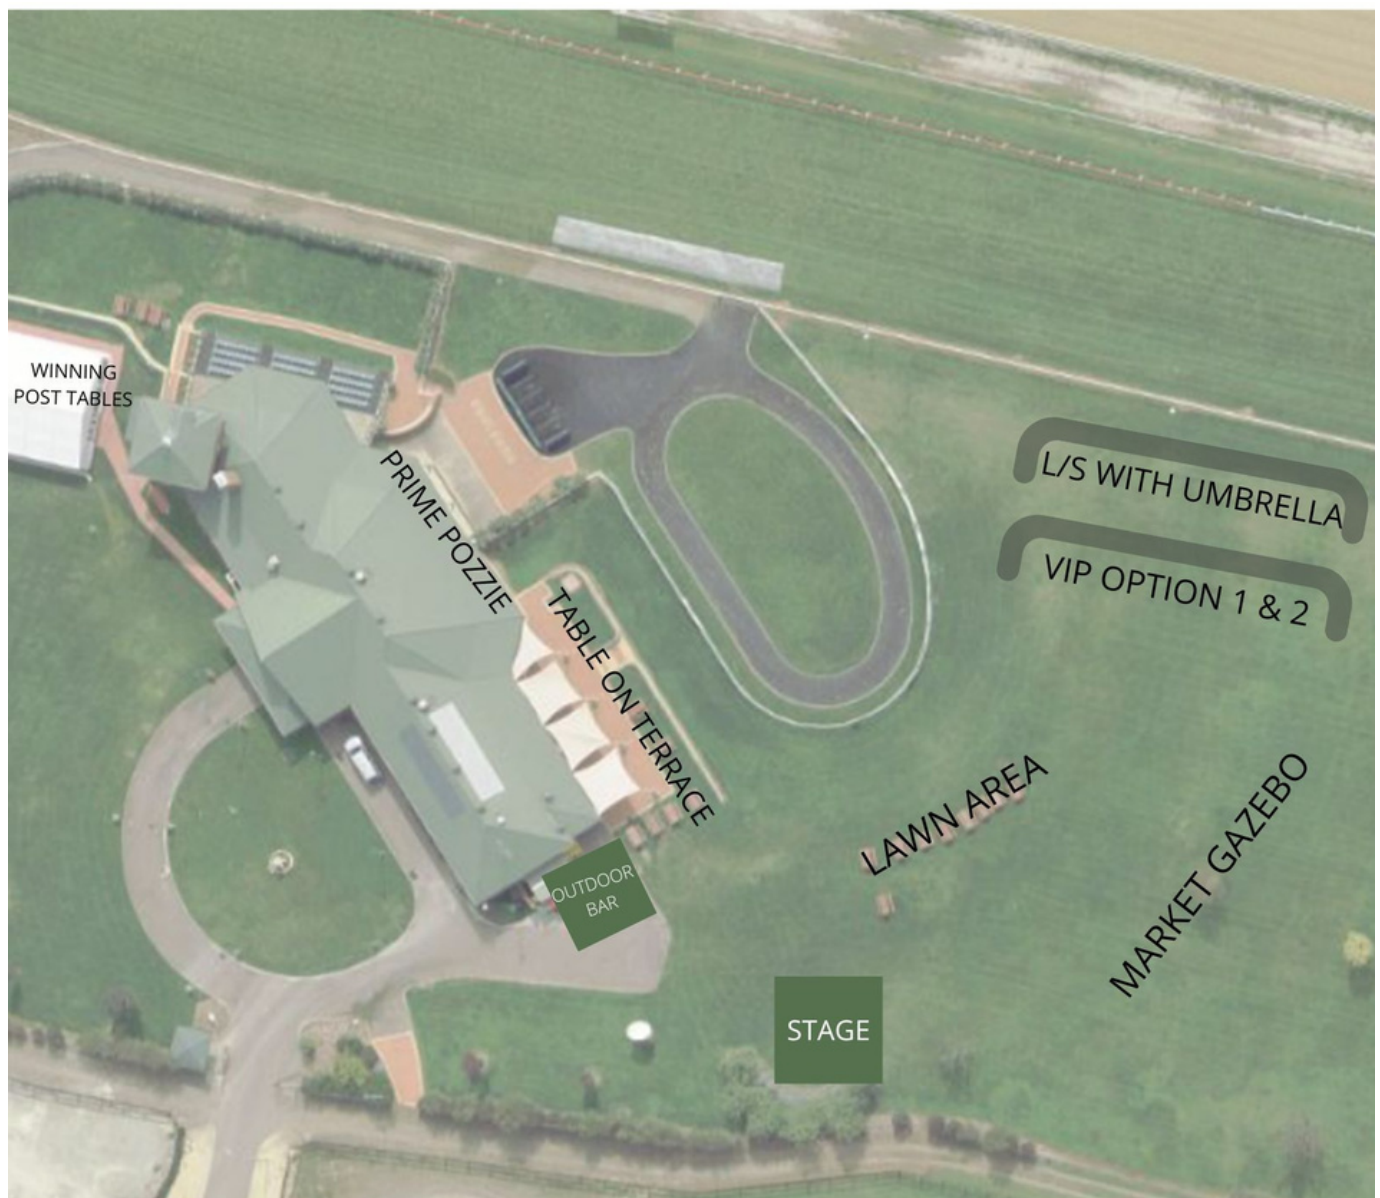 WINNING
POST TABLES
PRIME POZZIE
TABLE ON TERRACE
L/S WITH UMBRELLA
VIP OPTION 1 & 2
LAWN AREA
MARKET GAZEBO
OUTDOOR
BAR
STAGE